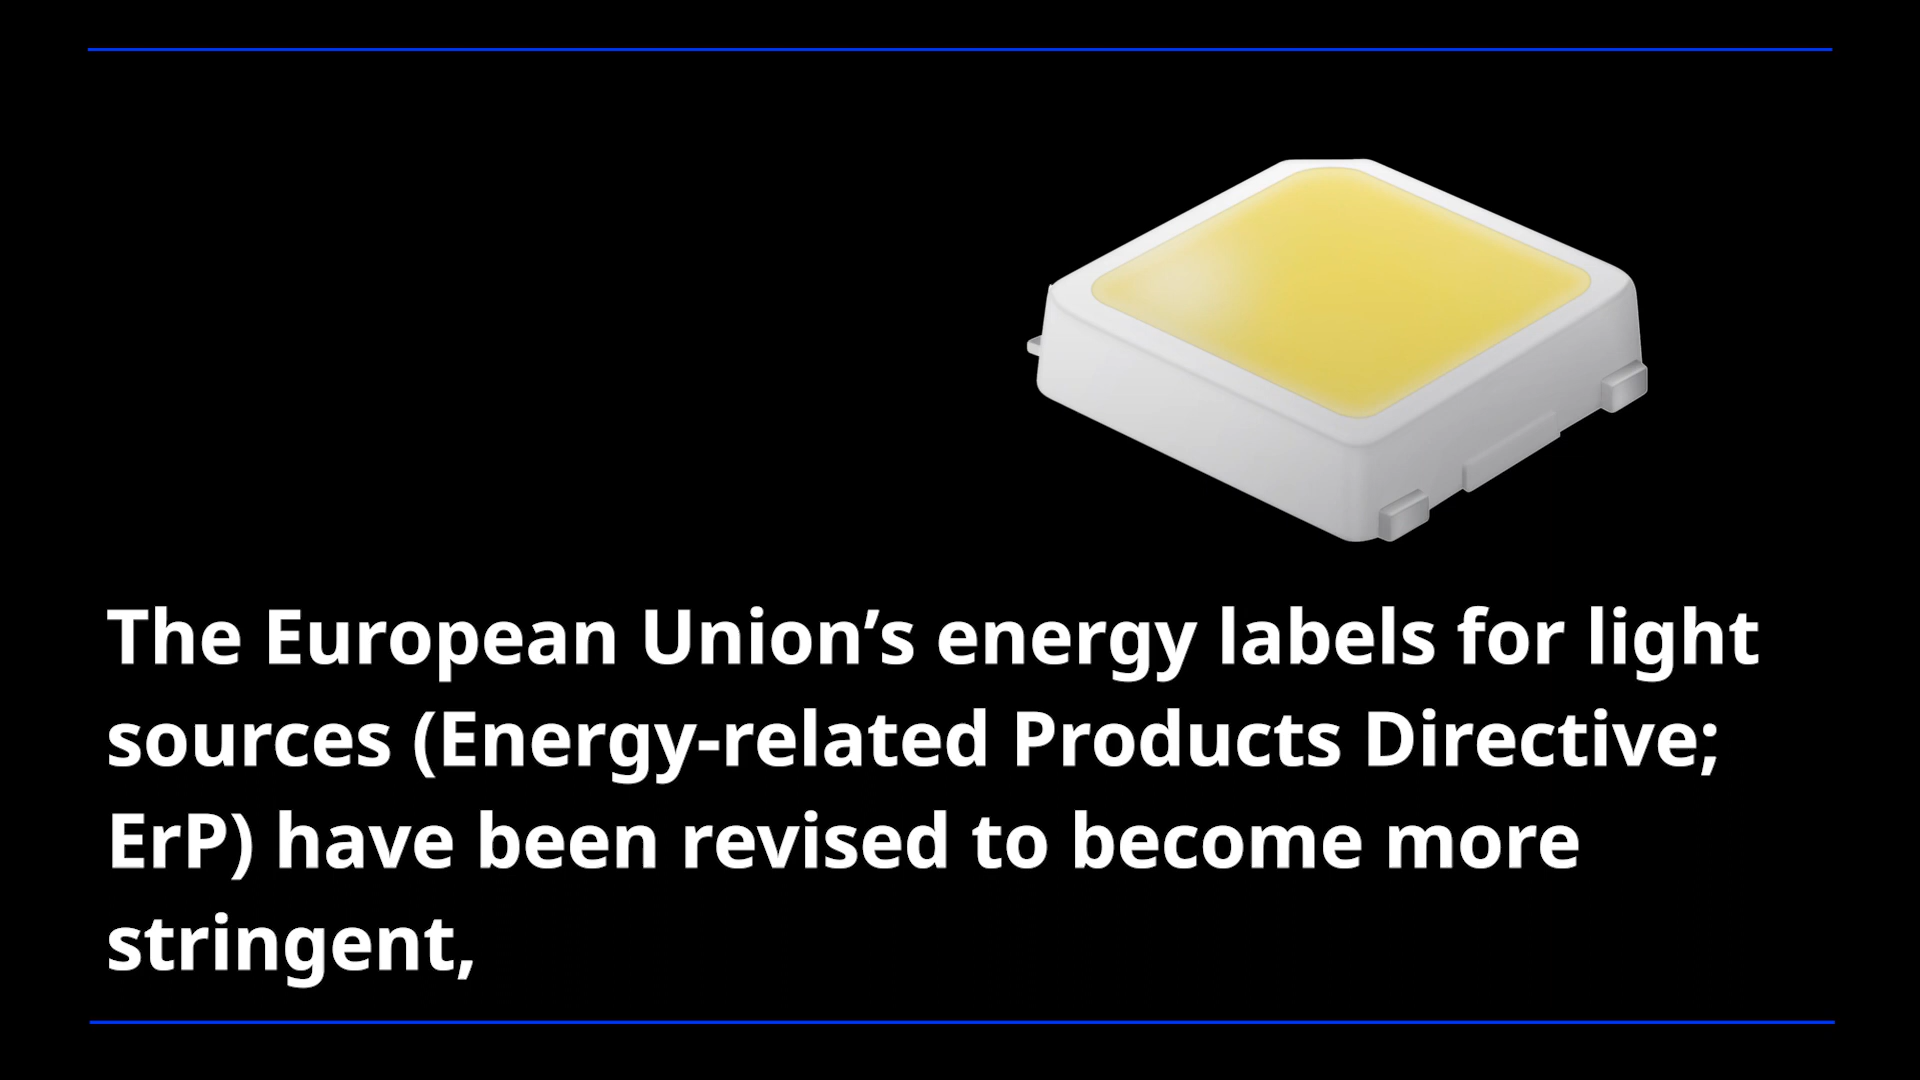 The European Union’s energy labels for light
sources (Energy-related Products Directive;
ErP) have been revised to become more
stringent,